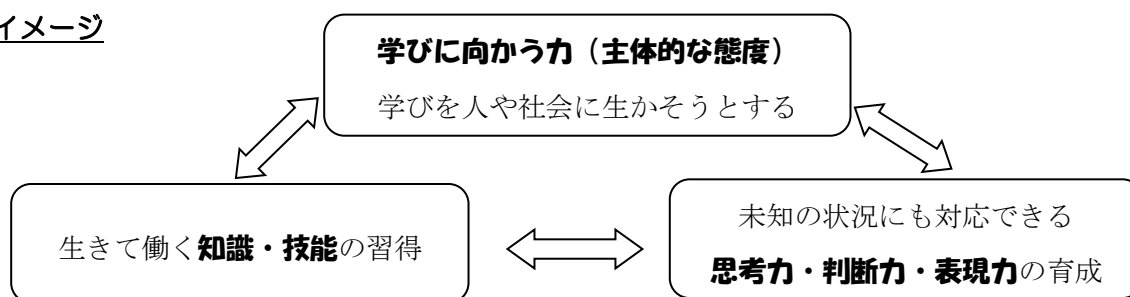 イメージ
学びに向かう力（主体的な態度）
学びを人や社会に生かそうとする
生きて働く知識・技能の習得
未知の状況にも対応できる
思考力・判断力・表現力の育成